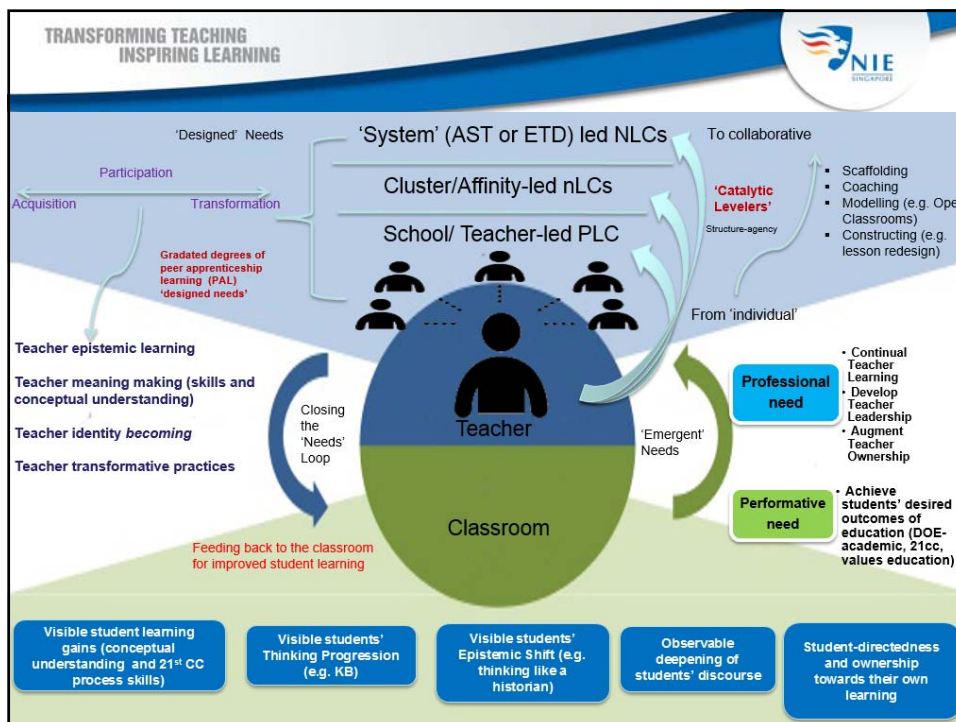 TRANSFORMING TEACHING
INSPIRING LEARNING
NIE
SINGAPORE
'Designed' Needs
'System' (AST or ETD) led NLCs
To collaborative
Participation
Acquisition
Transformation
Cluster/Affinity-led nLCs
'Catalytic
Levelers'
Structure-agency
▪ Scaffolding
▪ Coaching
▪ Modelling (e.g. Ope
Classrooms)
▪ Constructing (e.g.
lesson redesign)
School/ Teacher-led PLC
Gradated degrees of
peer apprenticeship
learning (PAL)
'designed needs'
From 'individual'
Teacher epistemic learning
Teacher meaning making (skills and
conceptual understanding)
Teacher identity becoming
Teacher transformative practices
Closing
the
'Needs'
Loop
Teacher
'Emergent'
Needs
Professional
need
• Continual
Teacher
Learning
• Develop
Teacher
Leadership
• Augment
Teacher
Ownership
Classroom
Performative
need
• Achieve
students' desired
outcomes of
education (DOE-
academic, 21cc,
values education)
Feeding back to the classroom
for improved student learning
Visible student learning
gains (conceptual
understanding and 21st CC
process skills)
Visible students'
Thinking Progression
(e.g. KB)
Visible students'
Epistemic Shift (e.g.
thinking like a
historian)
Observable
deepening of
students' discourse
Student-directedness
and ownership
towards their own
learning